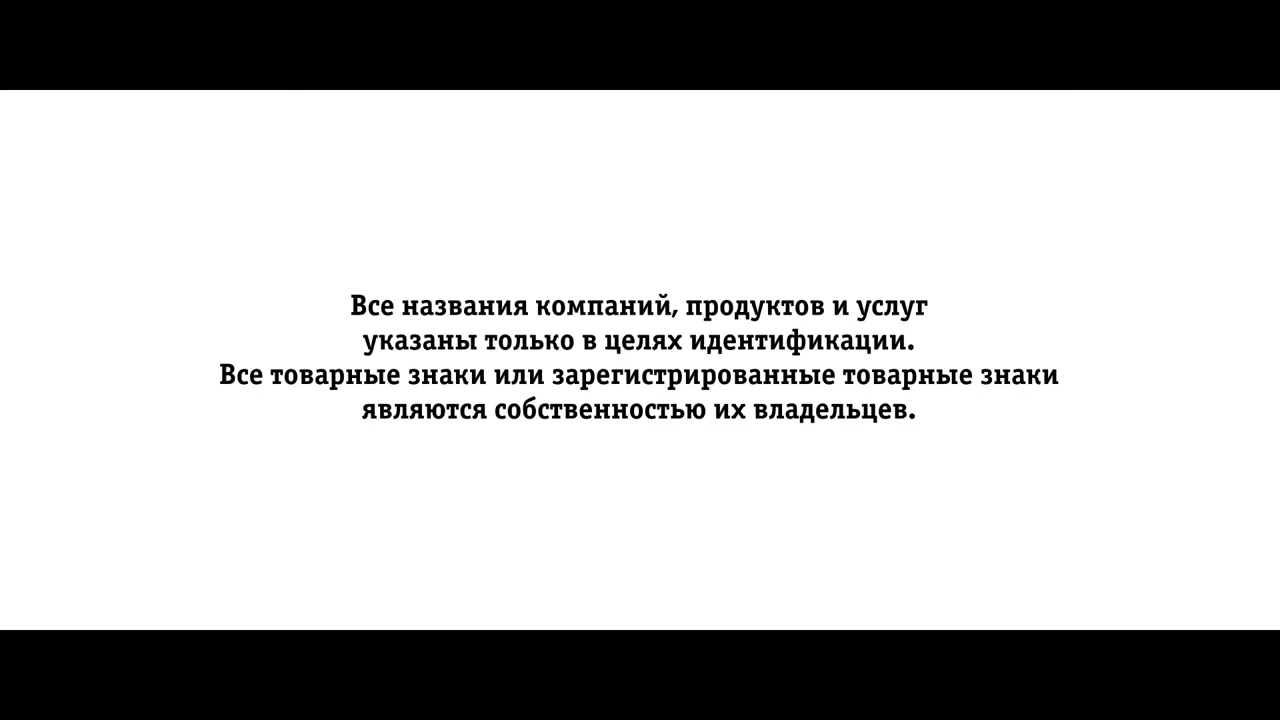 Все названия компаний, продуктов и услуг
указаны только в целях идентификации.
Все товарные знаки или зарегистрированные товарные знаки
являются собственностью их владельцев.